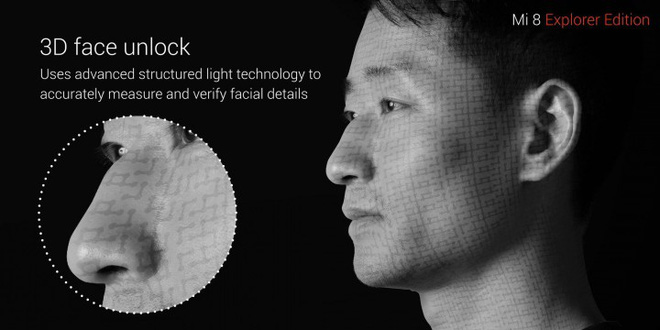 Mi 8 Explorer Edition
3D face unlock
Uses advanced structured light technology to
accurately measure and verify facial details